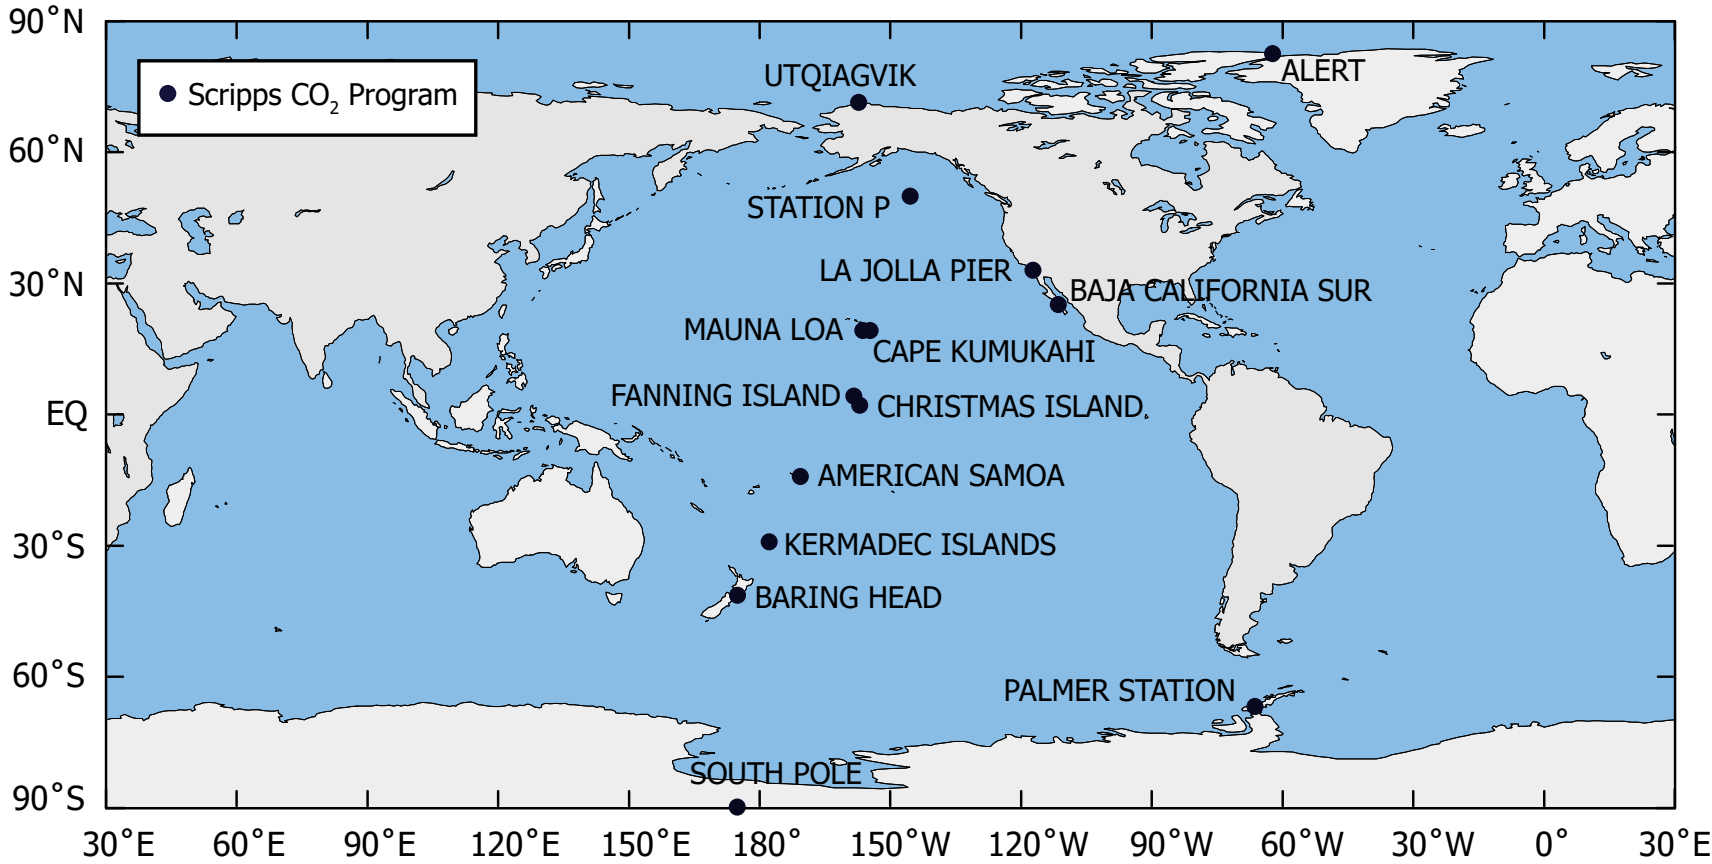 90°N
UTQIAGVIK
ALERT
Scripps CO₂ Program
60°N
STATION P
LA JOLLA PIER
30°N
BAJA CALIFORNIA SUR
MAUNA LOA
CAPE KUMUKAHI
FANNING ISLAND
CHRISTMAS ISLAND
EQ
AMERICAN SAMOA
30°S
KERMADEC ISLANDS
BARING HEAD
60°S
PALMER STATION
SOUTH POLE
90°S
30°E 60°E 90°E 120°E 150°E 180° 150°W 120°W 90°W 60°W 30°W 0° 30°E